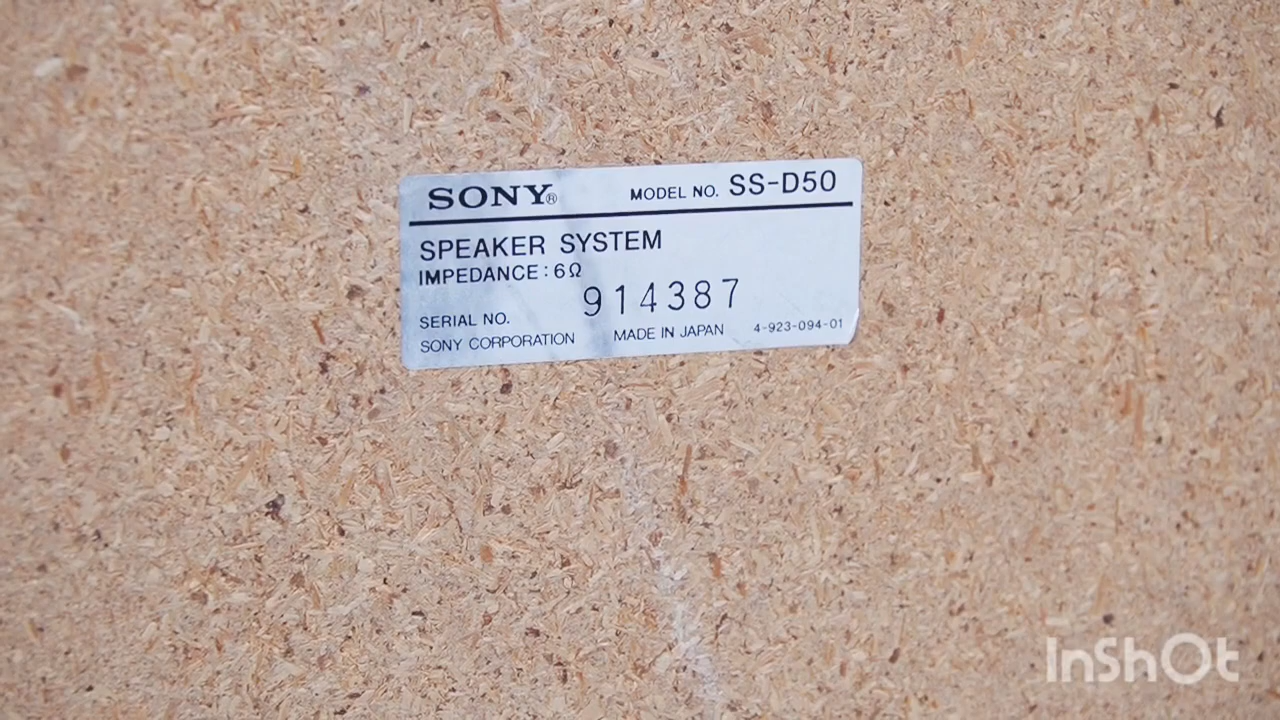 SONY® MODEL NO. SS-D50
SPEAKER SYSTEM
IMPEDANCE : 6Ω
SERIAL NO. 914387
SONY CORPORATION MADE IN JAPAN 4-923-094-01
InShOt